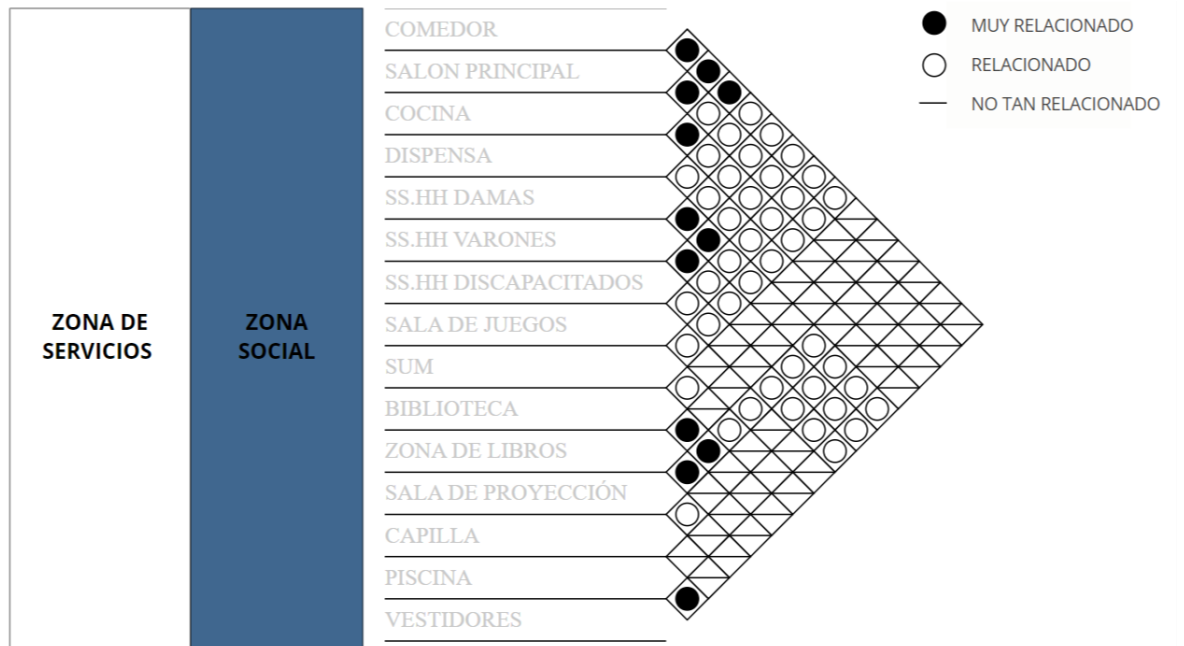 ZONA DE
SERVICIOS
ZONA
SOCIAL
COMEDOR
SALON PRINCIPAL
COCINA
DISPENSA
SS.HH DAMAS
SS.HH VARONES
SS.HH DISCAPACITADOS
SALA DE JUEGOS
SUM
BIBLIOTECA
ZONA DE LIBROS
SALA DE PROYECCIÓN
CAPILLA
PISCINA
VESTIDORES
MUY RELACIONADO
RELACIONADO
NO TAN RELACIONADO